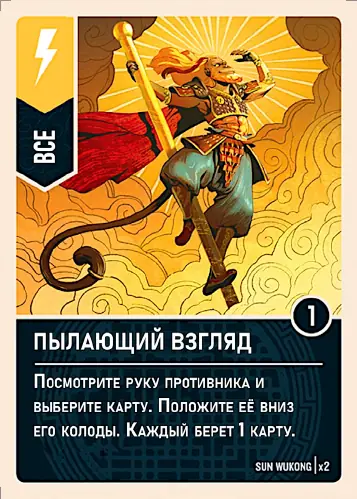 ВСЕ
1
ПЫЛАЮЩИЙ ВЗГЛЯД
ПОСМОТРИТЕ РУКУ ПРОТИВНИКА И
ВЫБЕРИТЕ КАРТУ. ПОЛОЖИТЕ ЕЁ ВНИЗ
ЕГО КОЛОДЫ. КАЖДЫЙ БЕРЕТ 1 КАРТУ.
SUN WUKONG | x2